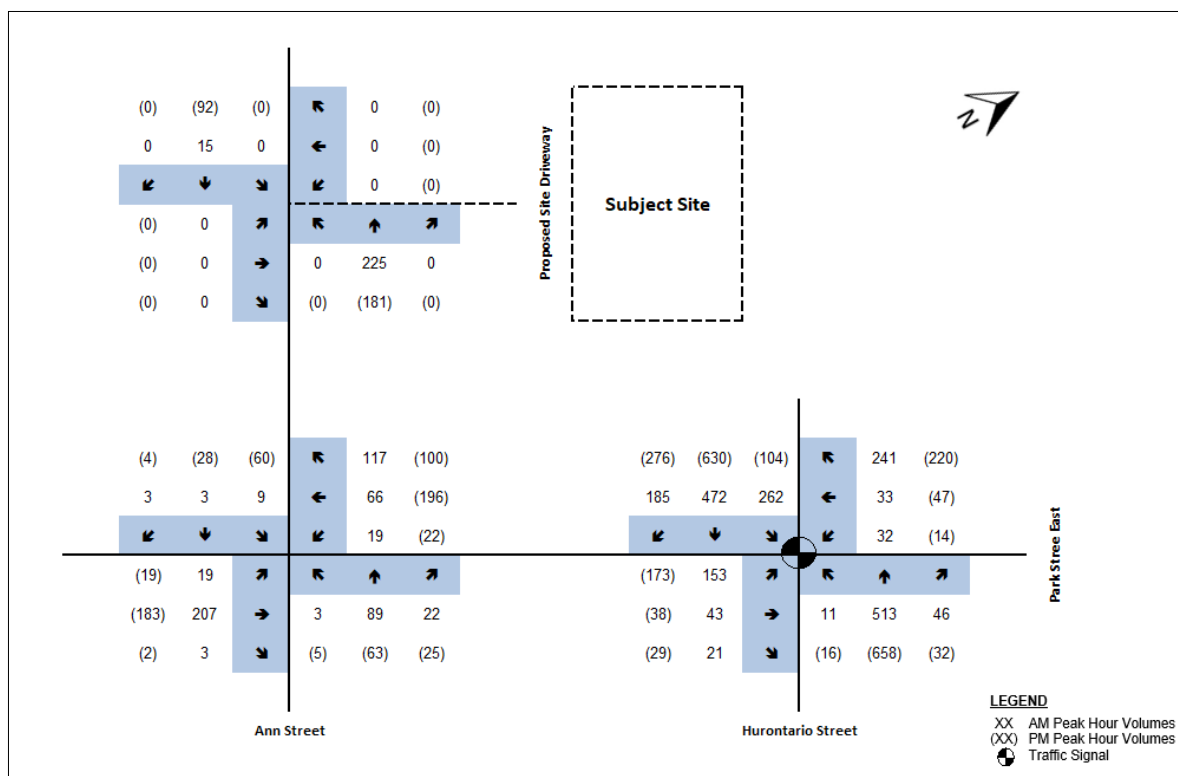 (0) (92) (0) 0 (0)
0 15 0 0 (0)
0 (0)
(0) 0
(0) 0 0 225 0
(0) 0 (0) (181) (0)
Proposed Site Driveway
Subject Site
N
(4) (28) (60) 117 (100)
3 3 9 66 (196)
19 (22)
(19) 19
(183) 207 3 89 22
(2) 3 (5) (63) (25)
Ann Street
(276) (630) (104) 241 (220)
185 472 262 33 (47)
32 (14)
(173) 153
(38) 43 11 513 46
(29) 21 (16) (658) (32)
Hurontario Street
Park Stree East
LEGEND
XX AM Peak Hour Volumes
(XX) PM Peak Hour Volumes
Traffic Signal